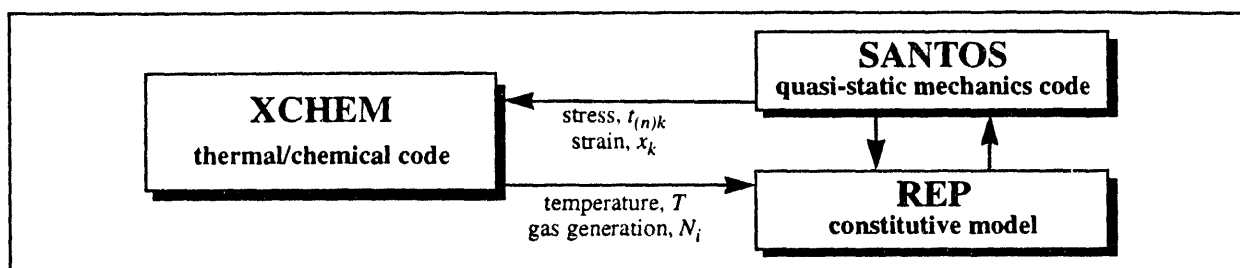 XCHEM
thermal/chemical code
stress, t(n)k
strain, xk
temperature, T
gas generation, Ni
SANTOS
quasi-static mechanics code
REP
constitutive model